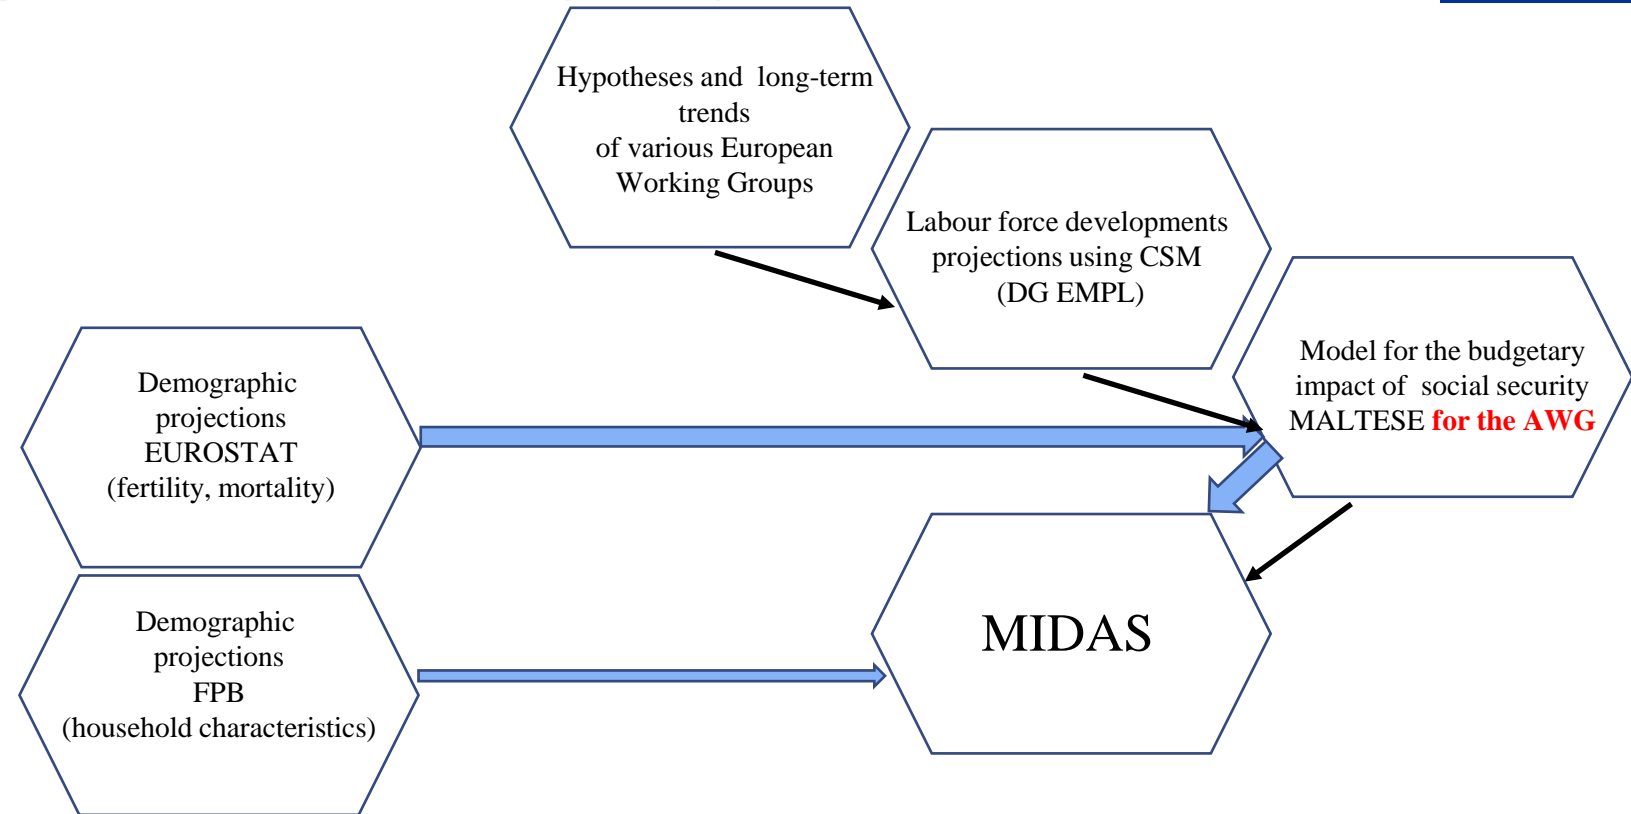 Hypotheses and long-term
trends
of various European
Working Groups
Labour force developments
projections using CSM
(DG EMPL)
Model for the budgetary
impact of social security
MALTESE for the AWG
Demographic
projections
EUROSTAT
(fertility, mortality)
Demographic
projections
FPB
(household characteristics)
MIDAS